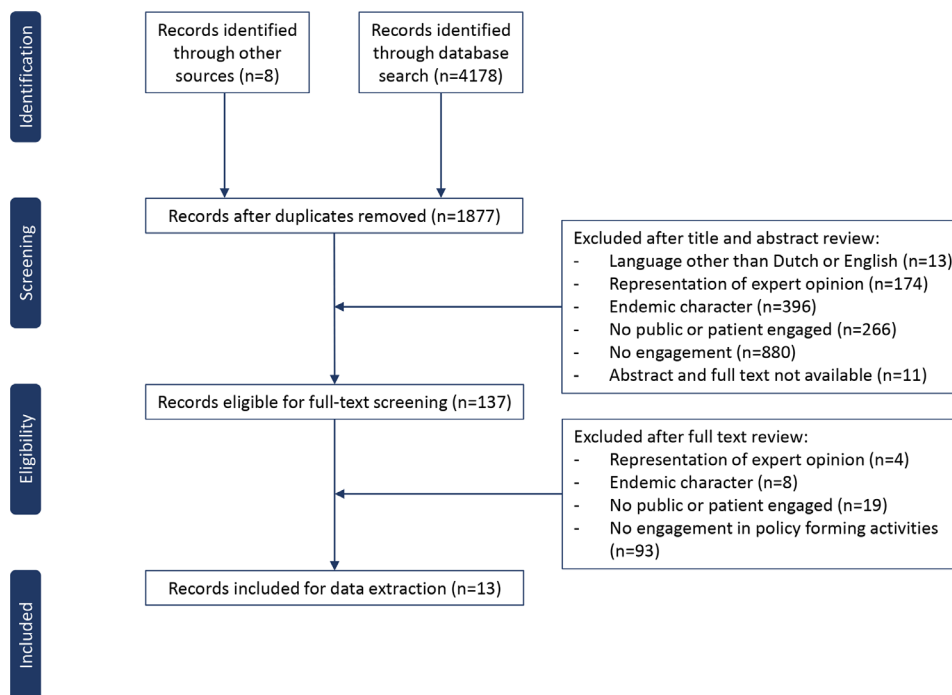 Identification
Records identified
through other
sources (n=8)
Records identified
through database
search (n=4178)
Screening
Records after duplicates removed (n=1877)
Excluded after title and abstract review:
- Language other than Dutch or English (n=13)
- Representation of expert opinion (n=174)
- Endemic character (n=396)
- No public or patient engaged (n=266)
- No engagement (n=880)
- Abstract and full text not available (n=11)
Eligibility
Records eligible for full-text screening (n=137)
Excluded after full text review:
- Representation of expert opinion (n=4)
- Endemic character (n=8)
- No public or patient engaged (n=19)
- No engagement in policy forming activities
(n=93)
Included
Records included for data extraction (n=13)